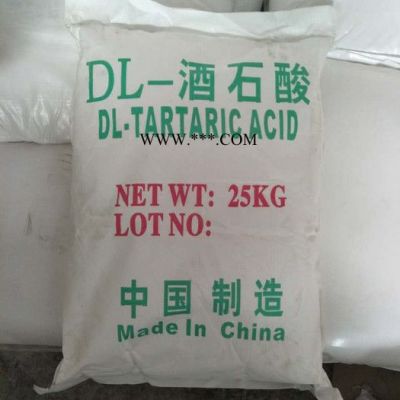 DL-酒石酸
DL-TARTARIC ACID
WWW.***.COM
NET WT: 25KG
LOT NO:
中国制造
Made In China